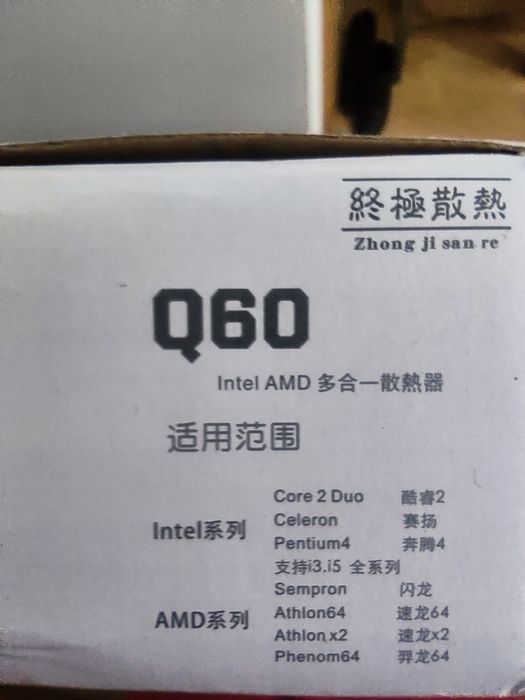 終極散熱
Zhong ji san re
Q60
Intel AMD 多合一散熱器
适用范围
Intel系列
Core 2 Duo 酷睿2
Celeron 赛扬
Pentium4 奔腾4
支持i3.i5 全系列
AMD系列
Sempron 闪龙
Athlon64 速龙64
Athlon x2 速龙x2
Phenom64 羿龙64